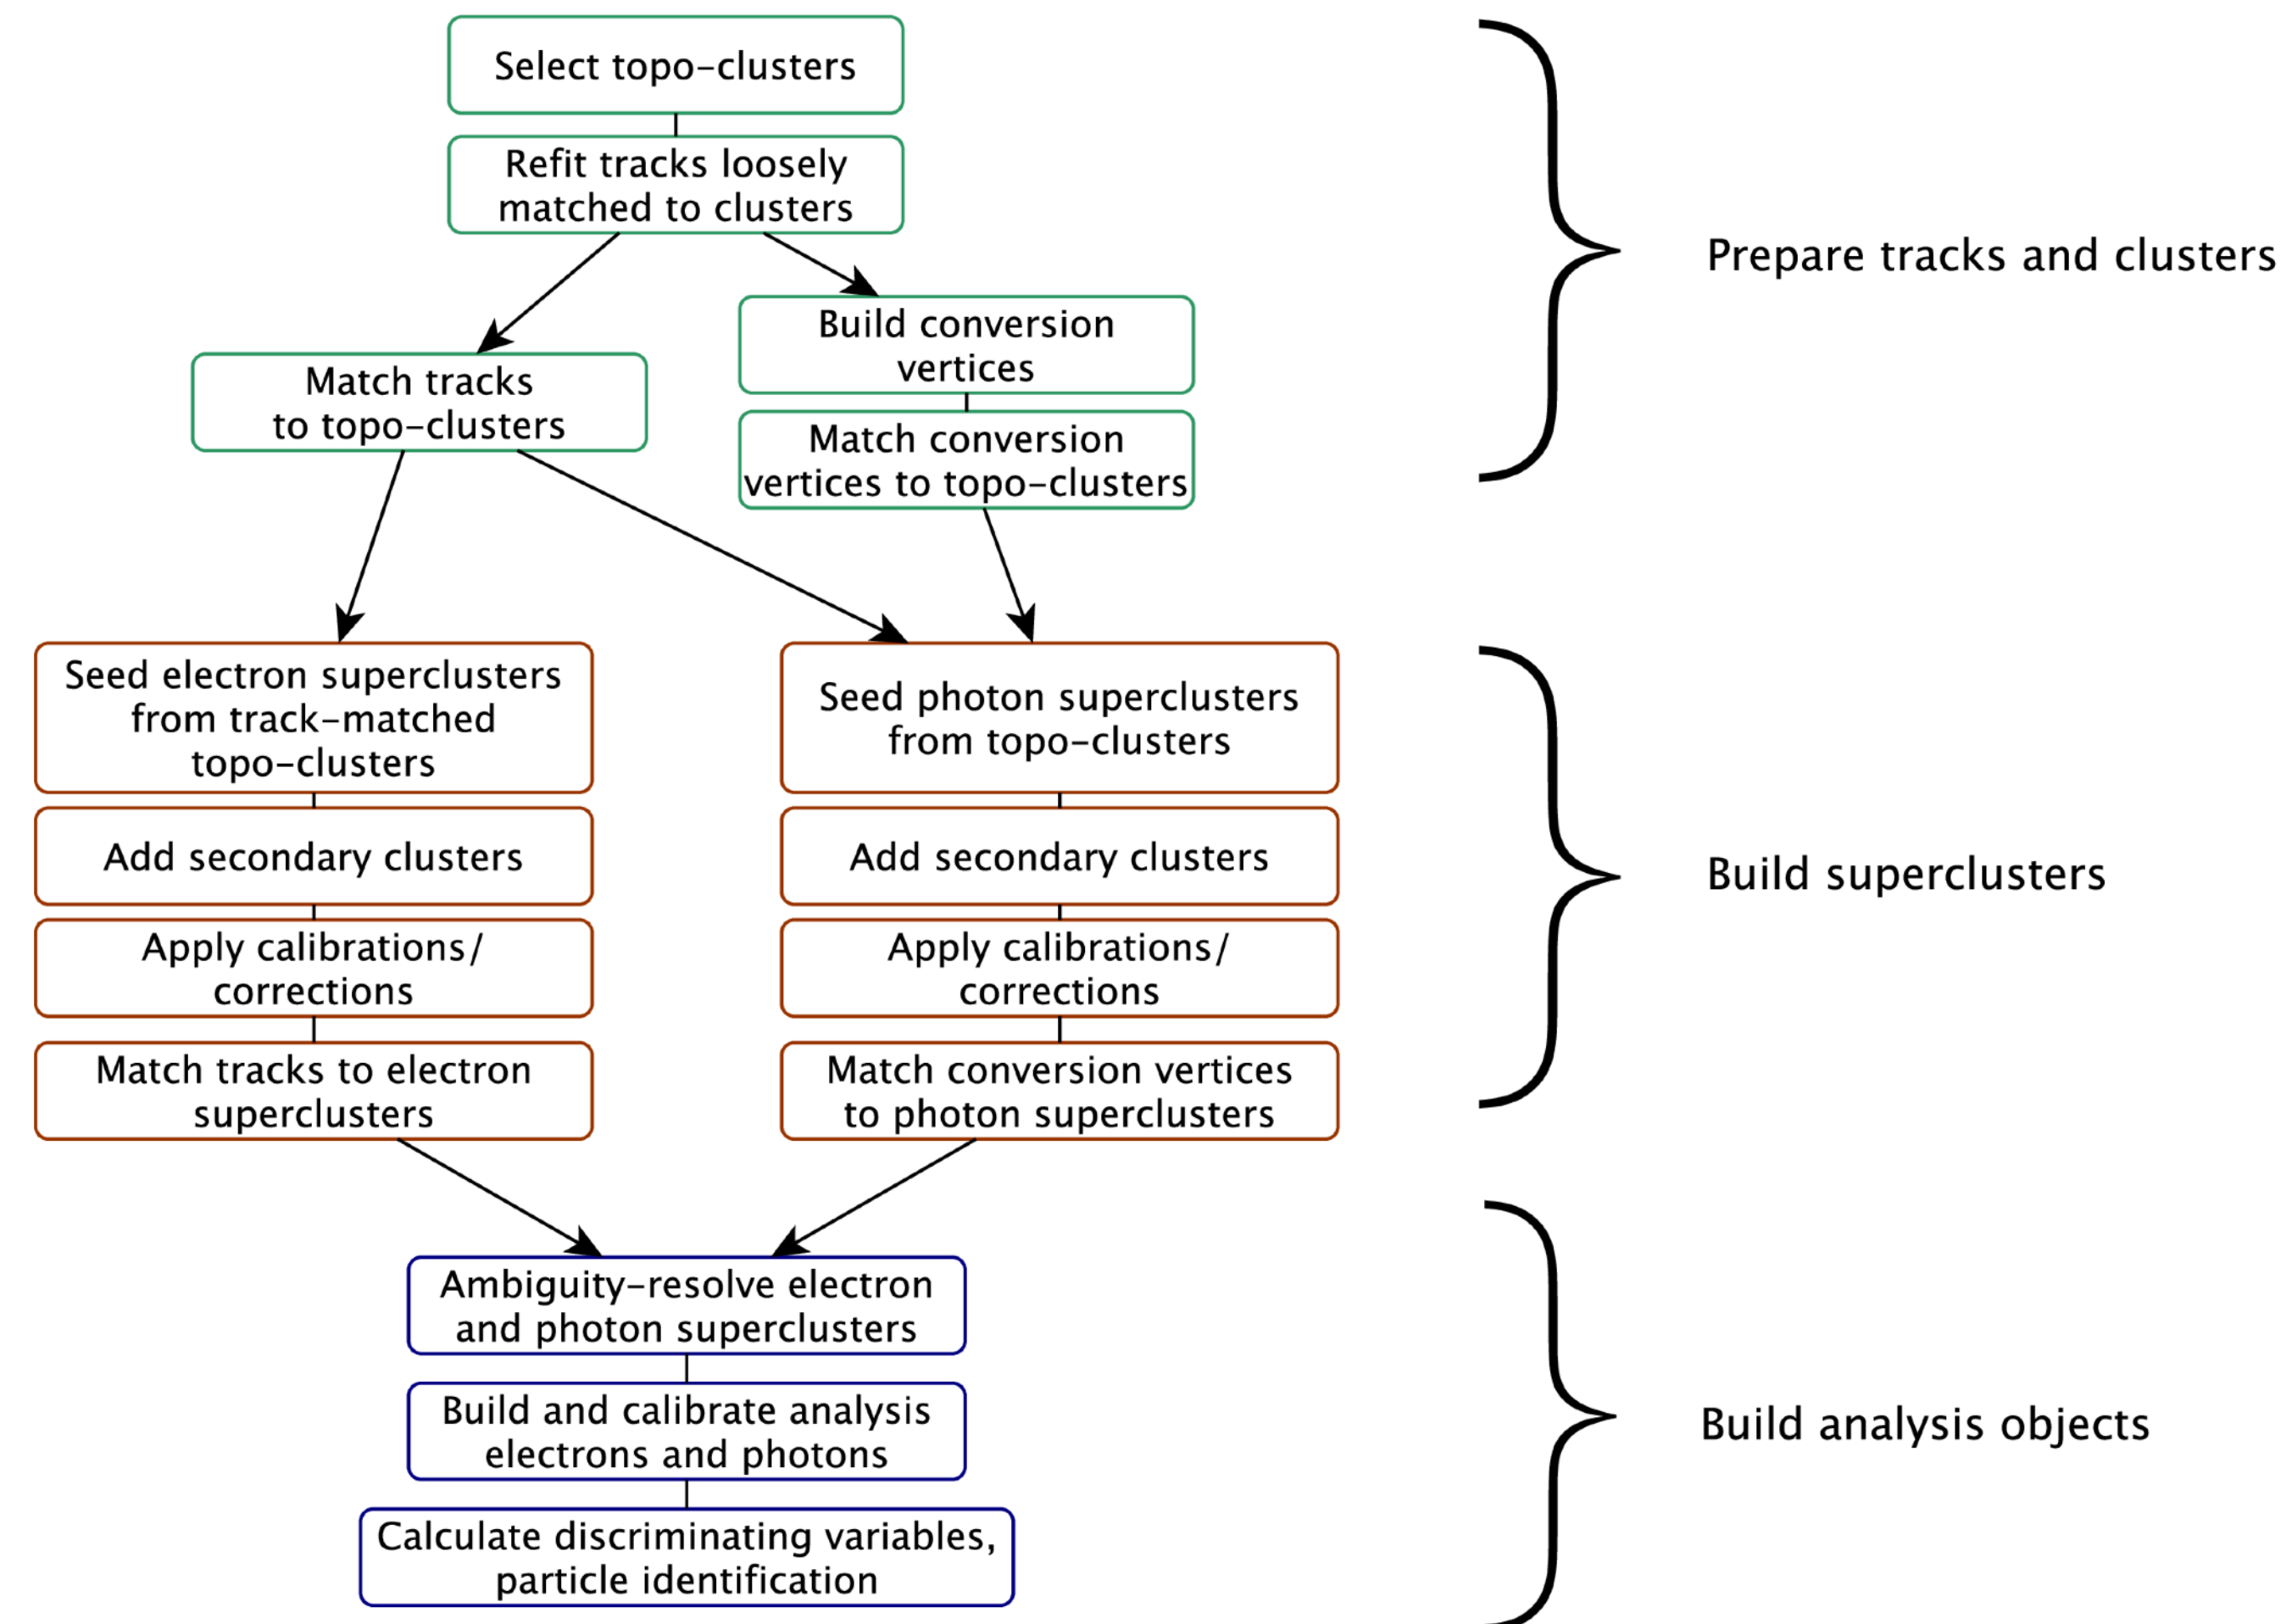 Select topo-clusters
Refit tracks loosely
matched to clusters
Build conversion
vertices
Match tracks
to topo-clusters
Match conversion
vertices to topo-clusters
Prepare tracks and clusters
Seed electron superclusters
from track-matched
topo-clusters
Add secondary clusters
Apply calibrations/
corrections
Match tracks to electron
superclusters
Seed photon superclusters
from topo-clusters
Add secondary clusters
Apply calibrations/
corrections
Match conversion vertices
to photon superclusters
Build superclusters
Ambiguity-resolve electron
and photon superclusters
Build and calibrate analysis
electrons and photons
Calculate discriminating variables,
particle identification
Build analysis objects